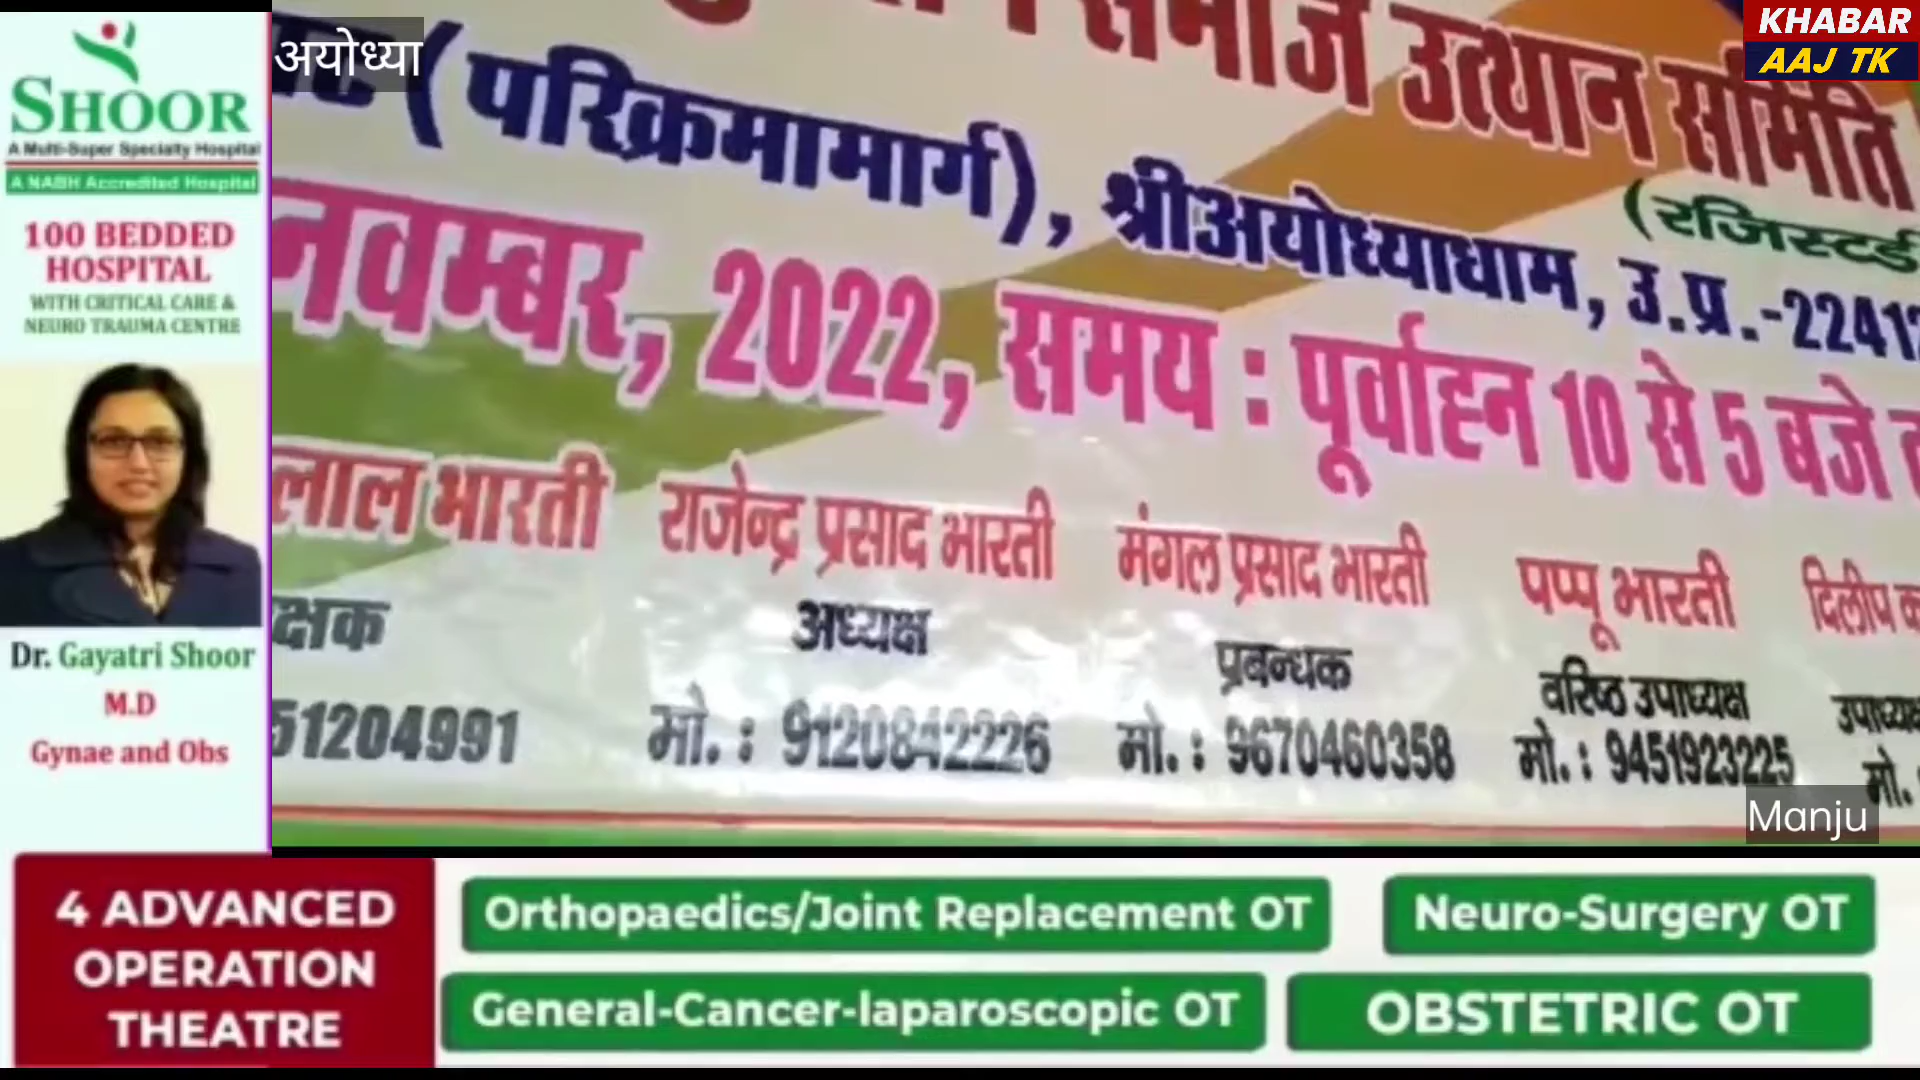 SHOOR
A Multi-Super Specialty Hospital
A NABH Accredited Hospital
100 BEDDED
HOSPITAL
WITH CRITICAL CARE &
NEURO TRAUMA CENTRE
Dr. Gayatri Shoor
M.D
Gynae and Obs
अयोध्या
KHABAR
AAJ TK
समाज उत्थान समिति
(रजिस्टर्ड
(परिक्रमामार्ग), श्रीअयोध्याधाम, उ.प्र.-22412
नवम्बर, 2022, समय : पूर्वाह्न 10 से 5 बजे
लाल भारती राजेन्द्र प्रसाद भारती मंगल प्रसाद भारती पप्पू भारती दिलीप
क्षक अध्यक्ष प्रबन्धक वरिष्ठ उपाध्यक्ष उपाध्यक्ष
51204991 मो. : 9120842226 मो. : 9670460358 मो. : 9451923225 मो.
Manju
4 ADVANCED
OPERATION
THEATRE
Orthopaedics/Joint Replacement OT
Neuro-Surgery OT
General-Cancer-laparoscopic OT
OBSTETRIC OT